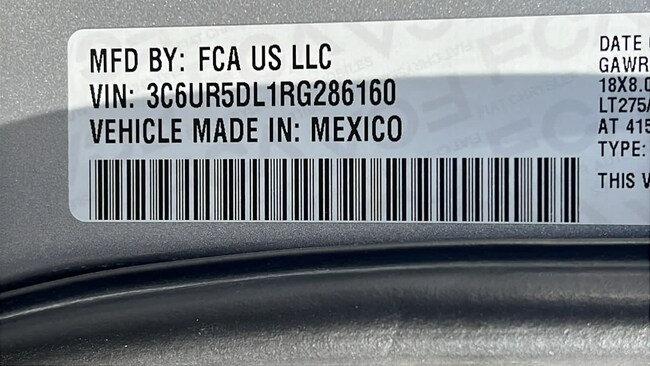 MFD BY: FCA US LLC
VIN: 3C6UR5DL1RG286160
VEHICLE MADE IN: MEXICO
DATE
GAWR
18X8.0
LT275/
AT 415
TYPE:
THIS V